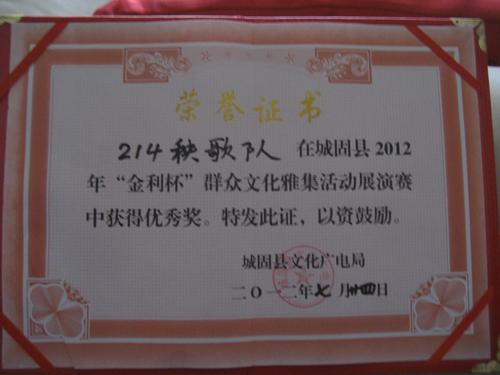 荣誉证书
214秧歌队 在城固县2012
年“金利杯”群众文化雅集活动展演赛
中获得优秀奖。特发此证，以资鼓励。
城固县文化广电局
二〇一二年七月十四日